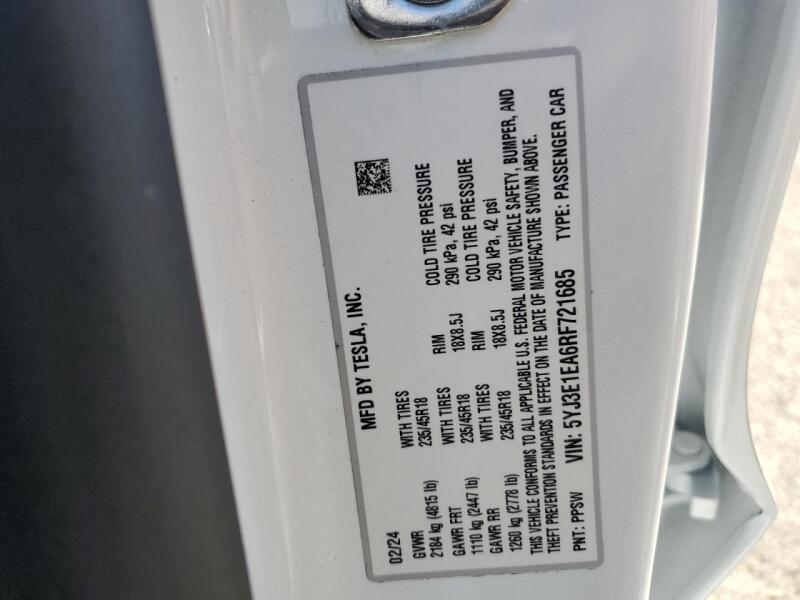 MFD BY TESLA, INC.
02/24
GVWR WITH TIRES RIM COLD TIRE PRESSURE
2184 kg (4815 lb) 235/45R18 18X8.5J 290 kPa, 42 psi
GAWR FRT WITH TIRES RIM COLD TIRE PRESSURE
1110 kg (2447 lb) 235/45R18 18X8.5J 290 kPa, 42 psi
GAWR RR WITH TIRES
1260 kg (2778 lb) 235/45R18
THIS VEHICLE CONFORMS TO ALL APPLICABLE U.S. FEDERAL MOTOR VEHICLE SAFETY, BUMPER, AND
THEFT PREVENTION STANDARDS IN EFFECT ON THE DATE OF MANUFACTURE SHOWN ABOVE.
PNT: PPSW VIN: 5YJ3E1EA6RF721685 TYPE: PASSENGER CAR